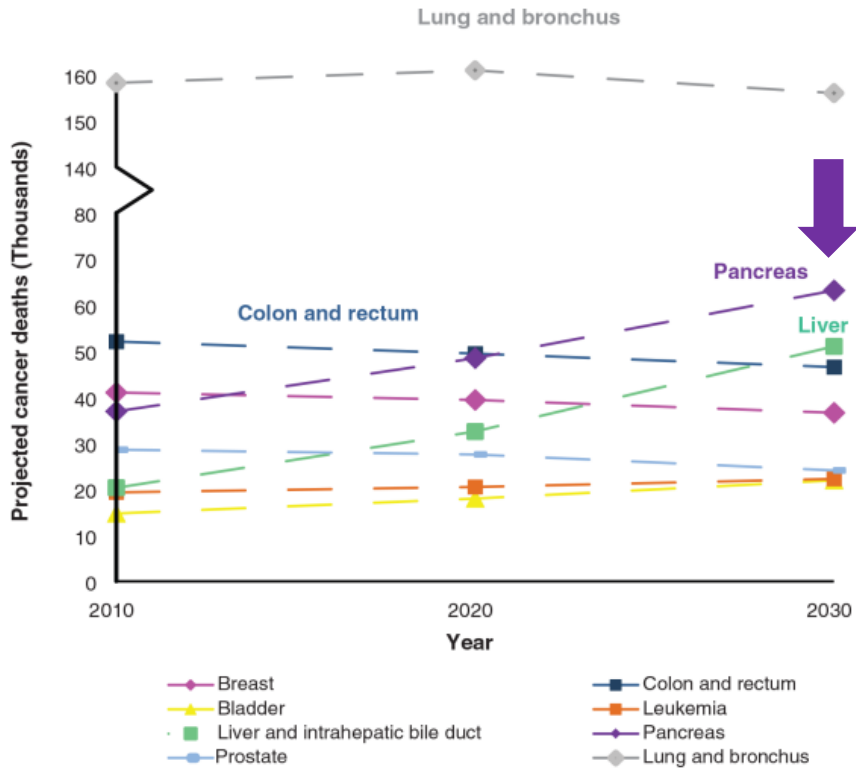 Lung and bronchus
160
150
140
80
70
60
50
40
30
20
10
0
Projected cancer deaths (Thousands)
Pancreas
Colon and rectum
Liver
2010 2020 2030
Year
Breast Colon and rectum
Bladder Leukemia
Liver and intrahepatic bile duct Pancreas
Prostate Lung and bronchus